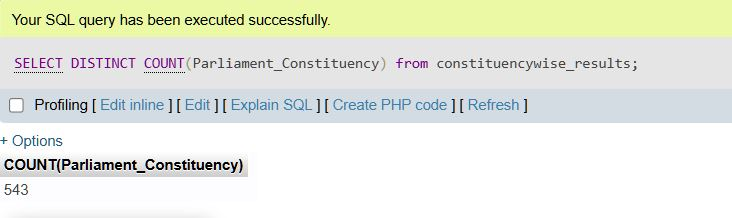 Your SQL query has been executed successfully.
SELECT DISTINCT COUNT(Parliament_Constituency) from constituencywise_results;
Profiling [ Edit inline ] [ Edit ] [ Explain SQL ] [ Create PHP code ] [ Refresh ]
+ Options
COUNT(Parliament_Constituency)
543